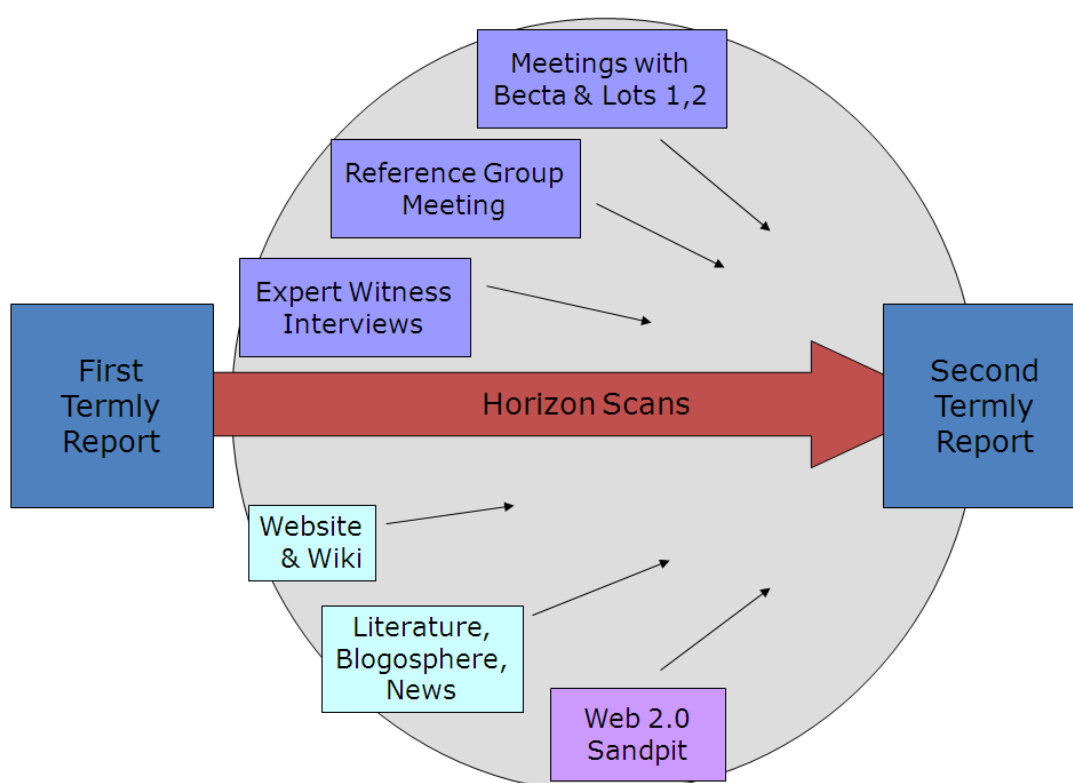 Meetings with
Becta & Lots 1,2
Reference Group
Meeting
Expert Witness
Interviews
First
Termly
Report
Horizon Scans
Second
Termly
Report
Website
& Wiki
Literature,
Blogosphere,
News
Web 2.0
Sandpit